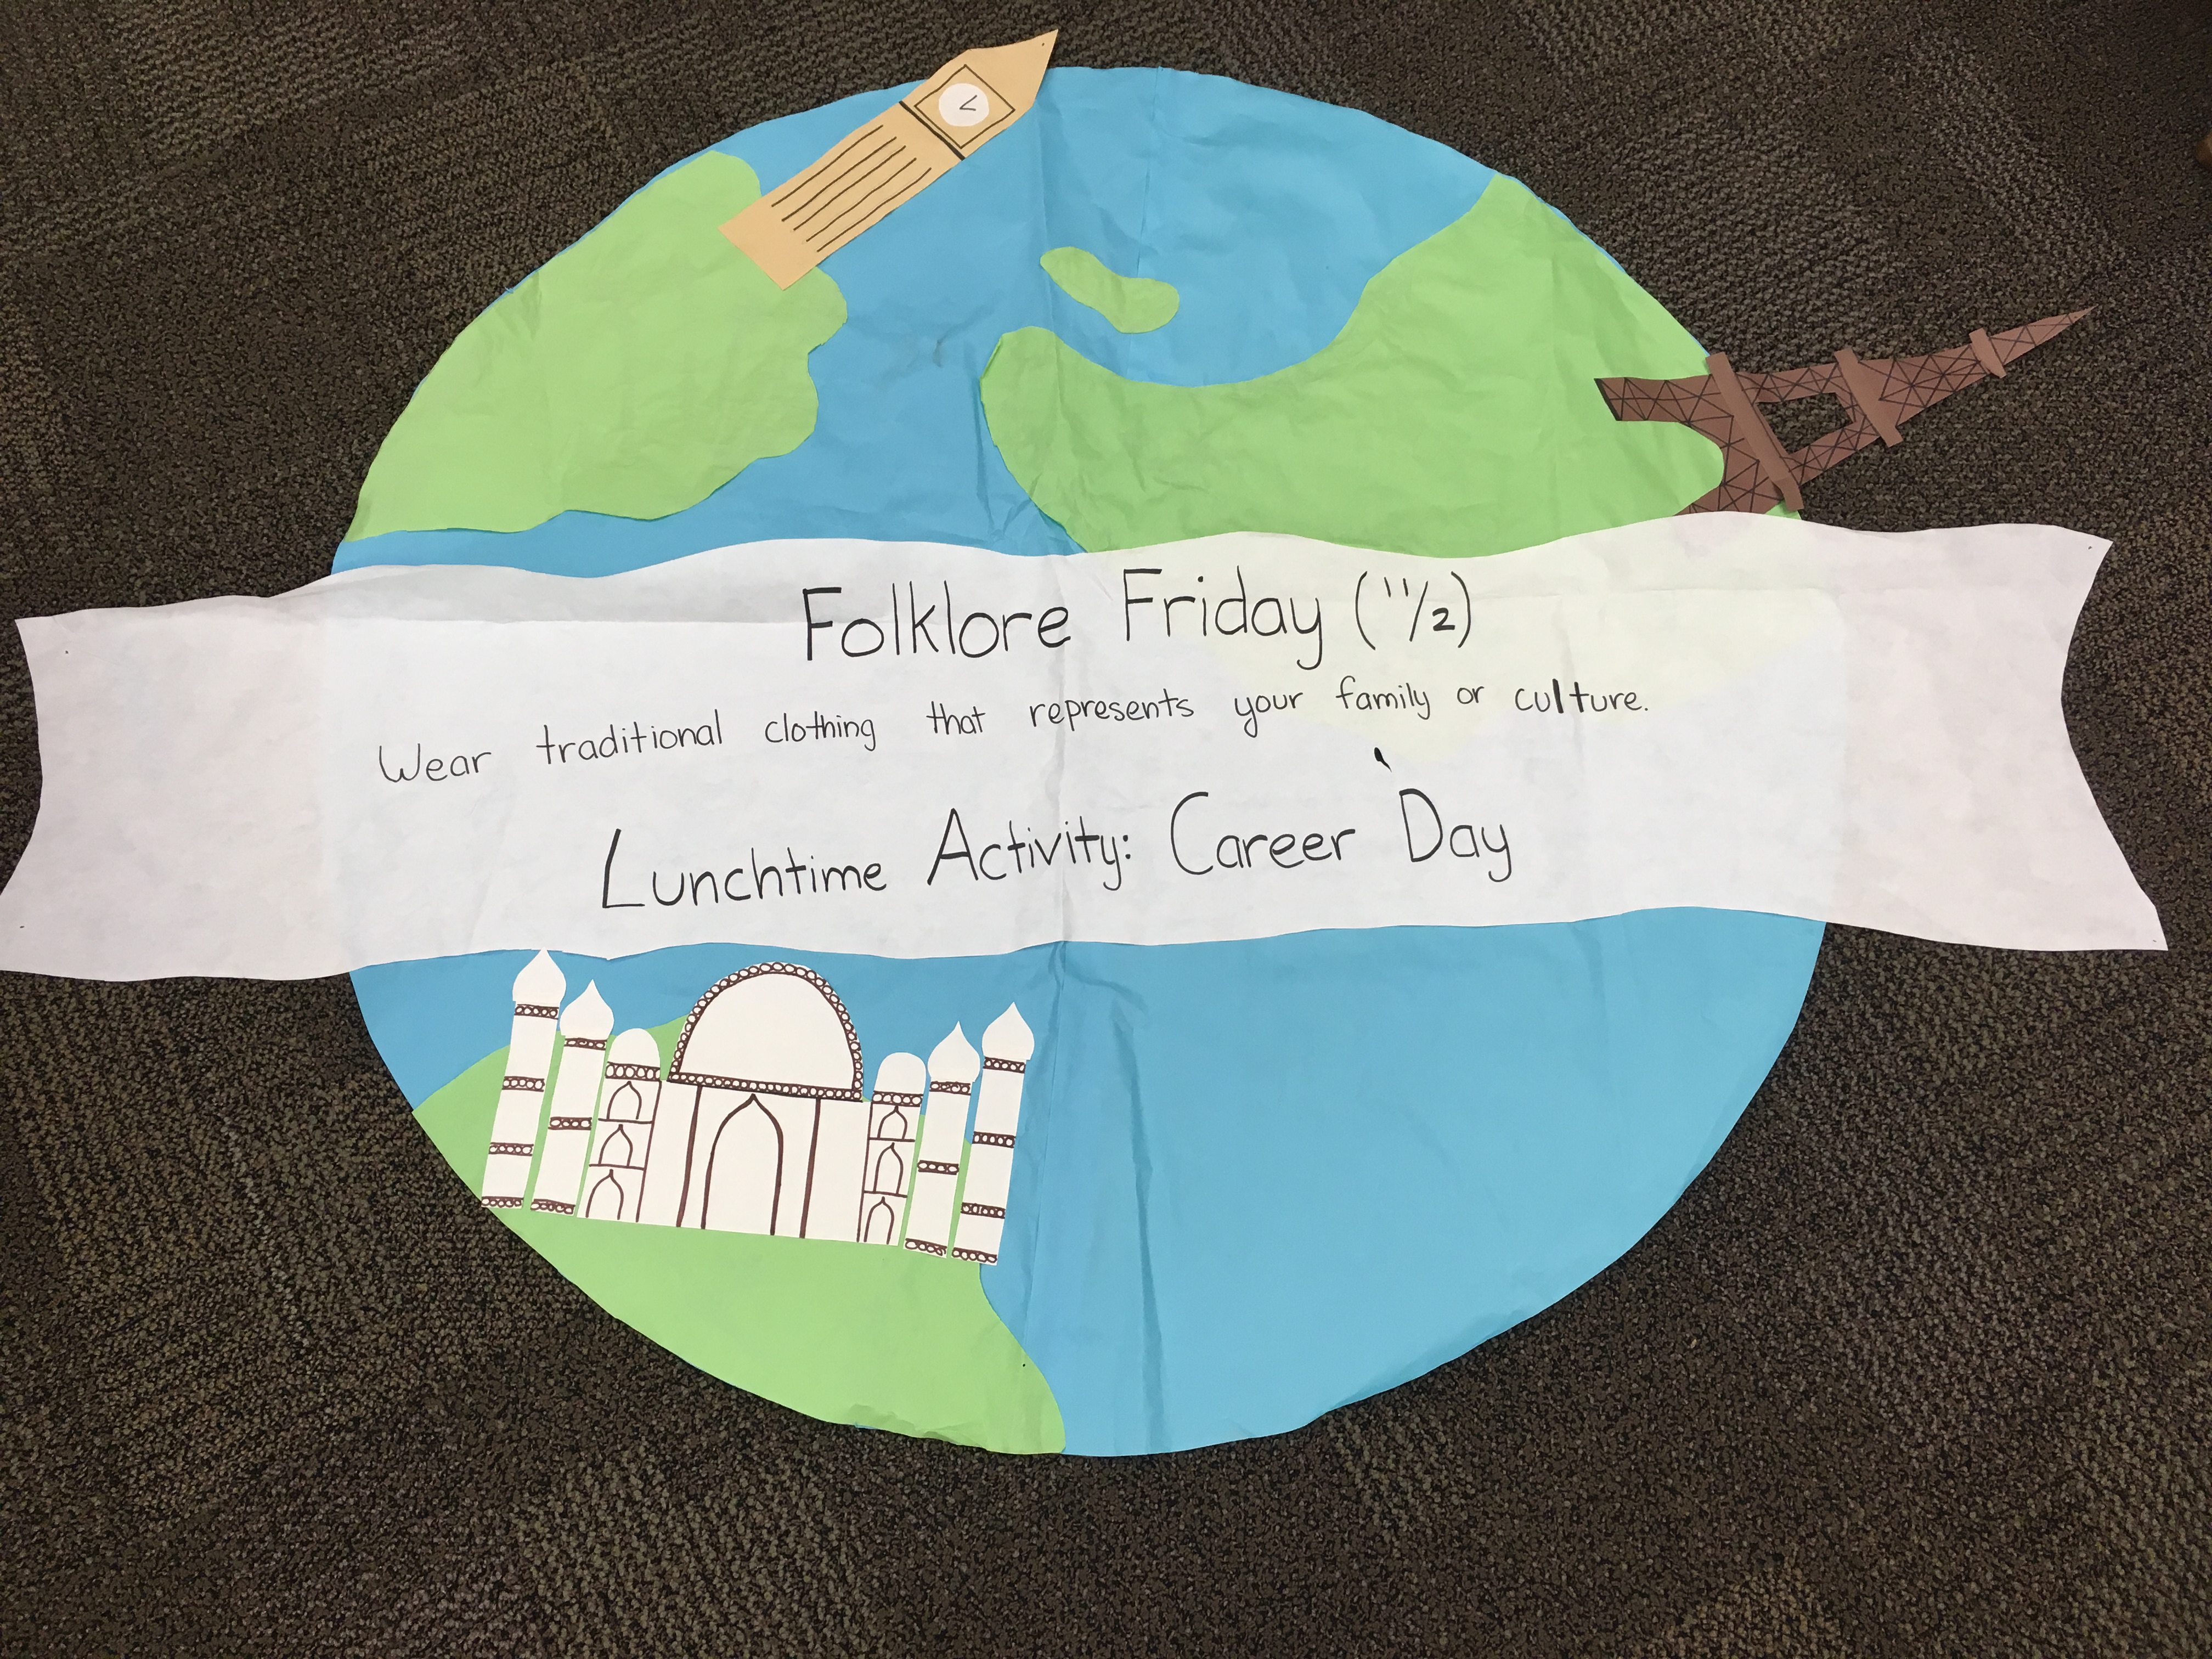 Folklore Friday (11/2)
Wear traditional clothing that represents your family or culture.
Lunchtime Activity: Career Day